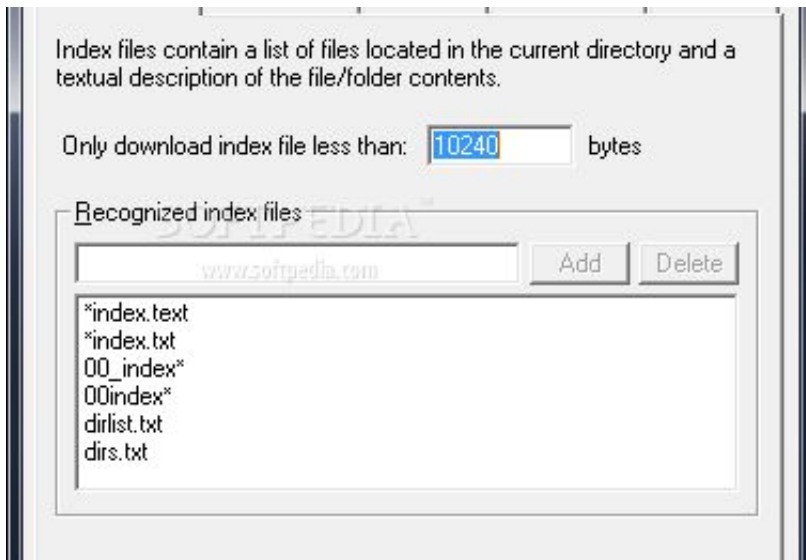 Index files contain a list of files located in the current directory and a
textual description of the file/folder contents.
Only download index file less than: 10240 bytes
Recognized index files
SOFTPEDIA
www.softpedia.com
Add Delete
*index.text
*index.txt
00_index*
00index*
dirlist.txt
dirs.txt